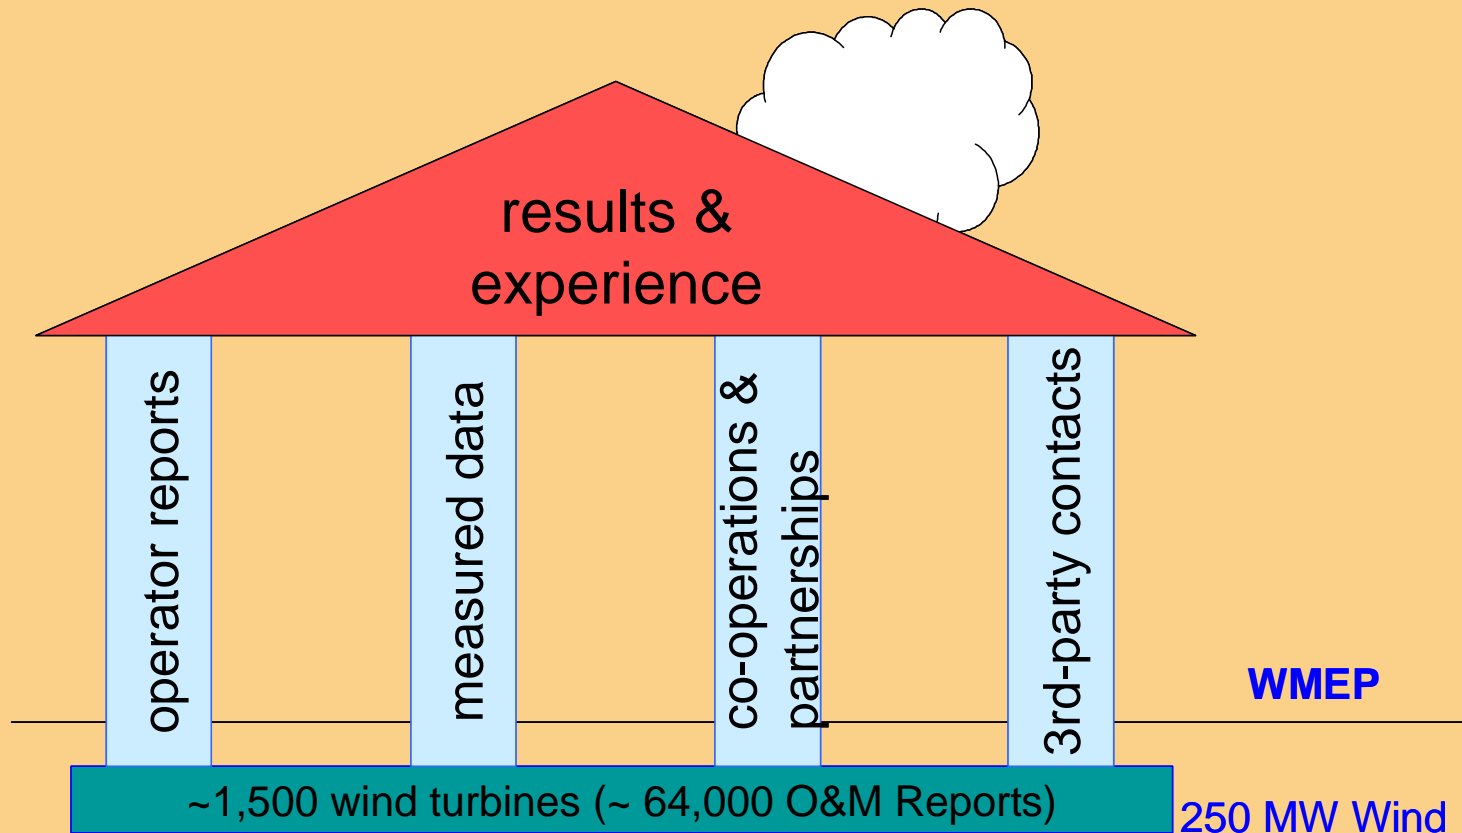 results &
experience
operator reports
measured data
co-operations &
partnerships
3rd-party contacts
WMEP
~1,500 wind turbines (~ 64,000 O&M Reports)
250 MW Wind